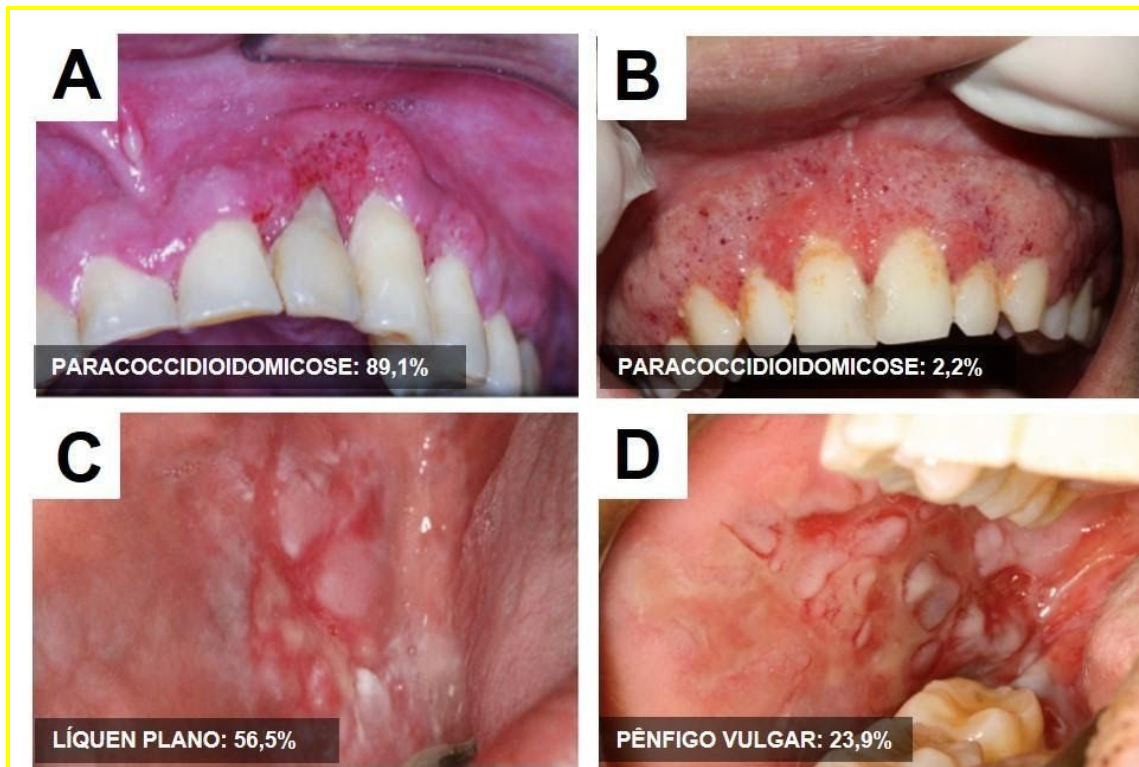 A
B
PARACOCCIDIOIDOMICOSE: 89,1%
PARACOCCIDIOIDOMICOSE: 2,2%
C
D
LÍQUEN PLANO: 56,5%
PÊNFIGO VULGAR: 23,9%